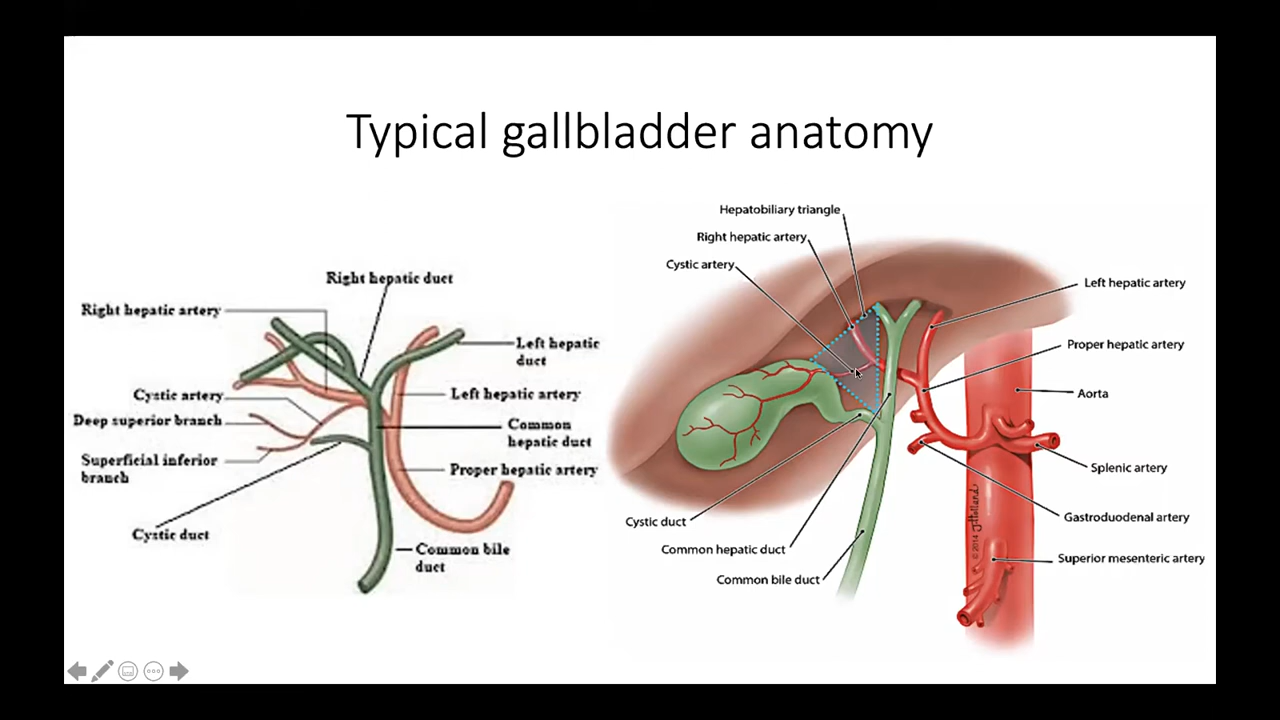 Typical gallbladder anatomy
Right hepatic duct
Right hepatic artery
Left hepatic
duct
Cystic artery
Left hepatic artery
Deep superior branch
Common
hepatic duct
Superficial inferior
branch
Proper hepatic artery
Cystic duct
Common bile
duct
Hepatobiliary triangle
Right hepatic artery
Cystic artery
Left hepatic artery
Proper hepatic artery
Aorta
Splenic artery
Cystic duct
Gastroduodenal artery
Common hepatic duct
Superior mesenteric artery
Common bile duct
© 2014